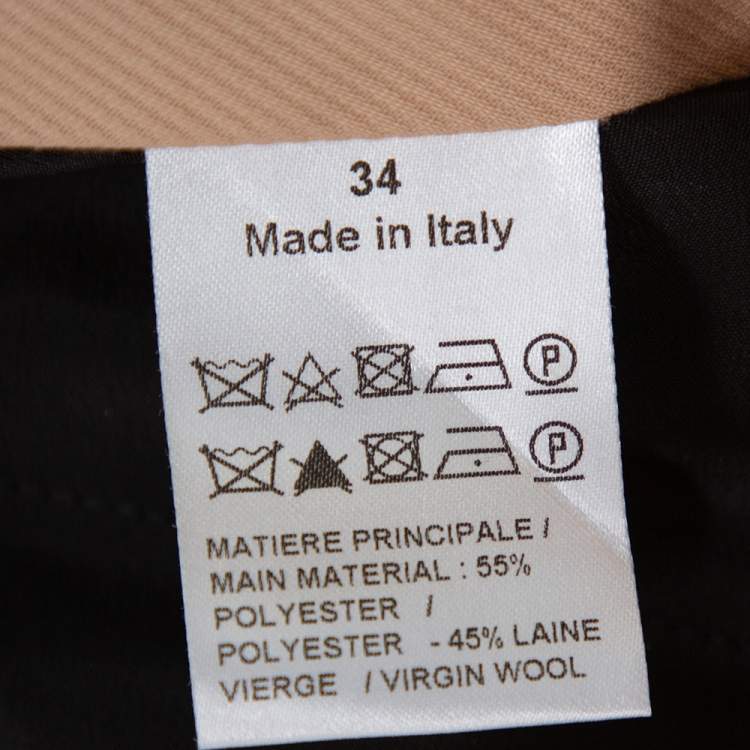 34
Made in Italy
P
P
MATIERE PRINCIPALE /
MAIN MATERIAL : 55%
POLYESTER /
POLYESTER - 45% LAINE
VIERGE / VIRGIN WOOL